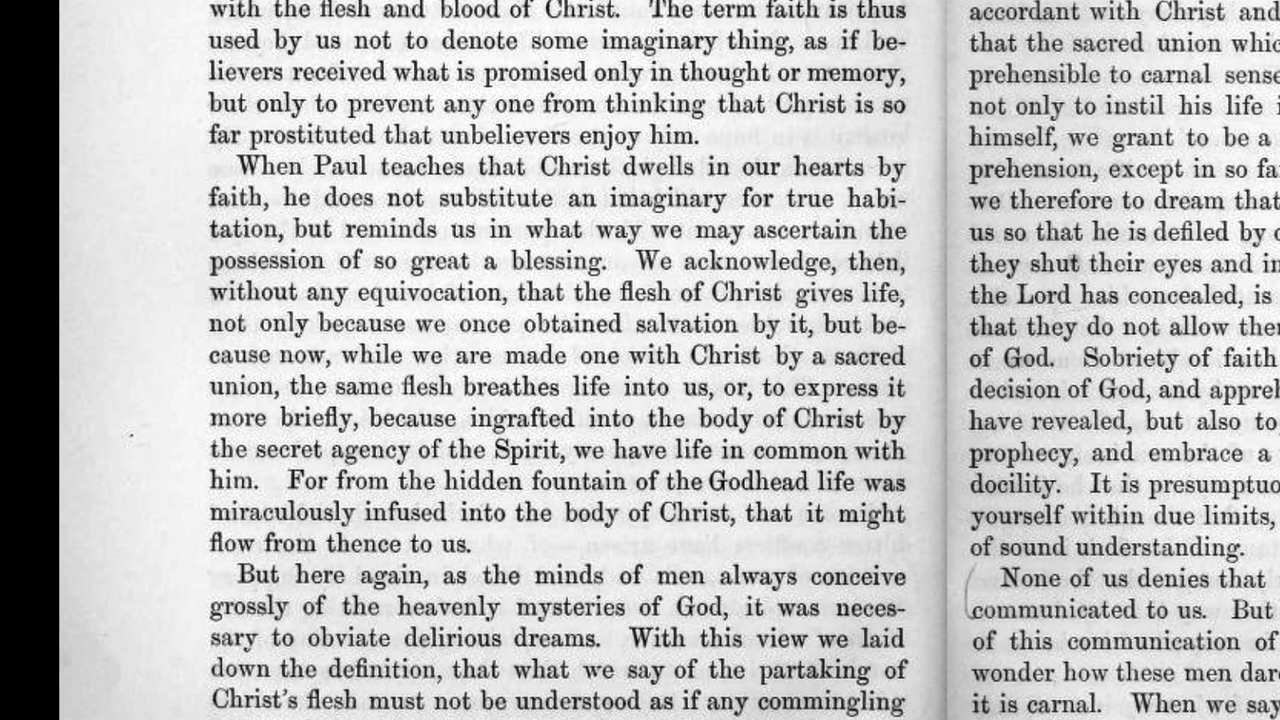 with the flesh and blood of Christ. The term faith is thus
used by us not to denote some imaginary thing, as if be-
lievers received what is promised only in thought or memory,
but only to prevent any one from thinking that Christ is so
far prostituted that unbelievers enjoy him.
When Paul teaches that Christ dwells in our hearts by
faith, he does not substitute an imaginary for true habi-
tation, but reminds us in what way we may ascertain the
possession of so great a blessing. We acknowledge, then,
without any equivocation, that the flesh of Christ gives life,
not only because we once obtained salvation by it, but be-
cause now, while we are made one with Christ by a sacred
union, the same flesh breathes life into us, or, to express it
more briefly, because ingrafted into the body of Christ by
the secret agency of the Spirit, we have life in common with
him. For from the hidden fountain of the Godhead life was
miraculously infused into the body of Christ, that it might
flow from thence to us.
But here again, as the minds of men always conceive
grossly of the heavenly mysteries of God, it was neces-
sary to obviate delirious dreams. With this view we laid
down the definition, that what we say of the partaking of
Christ's flesh must not be understood as if any commingling
accordant with Christ and
that the sacred union
prehensible to carnal
not only to instil his life
himself, we grant to be a
prehension, except in so
we therefore to dream that
us so that he is defiled by
they shut their eyes and
the Lord has concealed, is
that they do not allow
of God. Sobriety of faith
decision of God, and
have revealed, but also to
prophecy, and embrace a
docility. It is
yourself within due limits,
of sound understanding.
None of us denies that
communicated to us. But
of this communication of
wonder how these men
it is carnal. When we say